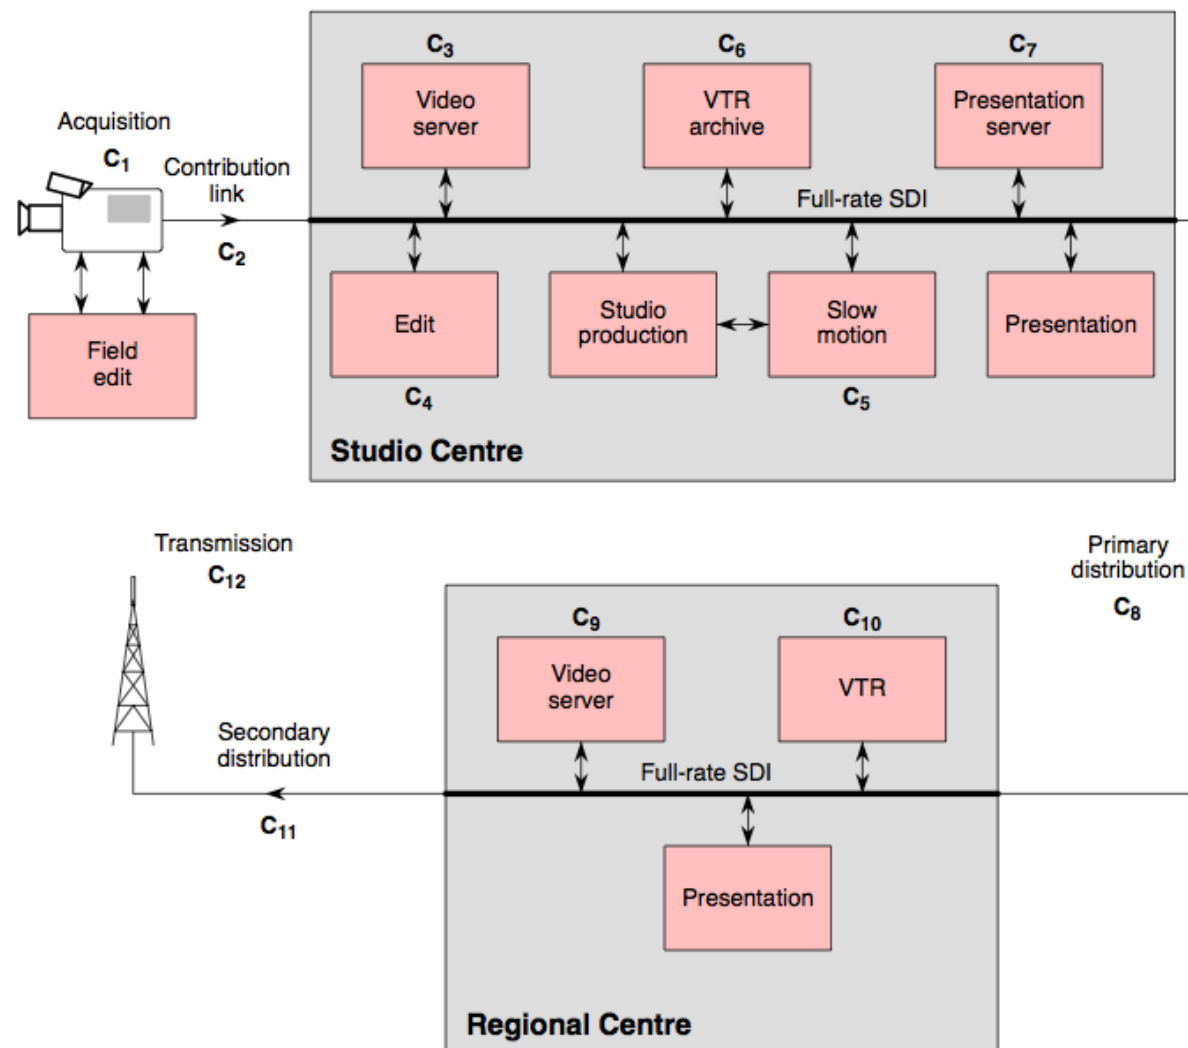 C3
C6
C7
Video
server
VTR
archive
Presentation
server
Acquisition
C1
Contribution
link
Full-rate SDI
C2
Field
edit
Edit
Studio
production
Slow
motion
Presentation
C4
C5
Studio Centre
Transmission
C12
Primary
distribution
C8
C9
C10
Video
server
VTR
Secondary
distribution
Full-rate SDI
C11
Presentation
Regional Centre